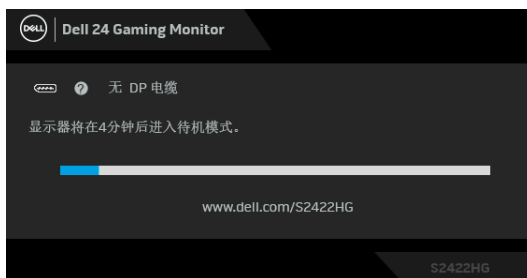 DELL
Dell 24 Gaming Monitor
? 无 DP 电缆
显示器将在4分钟后进入待机模式。
www.dell.com/S2422HG
S2422HG